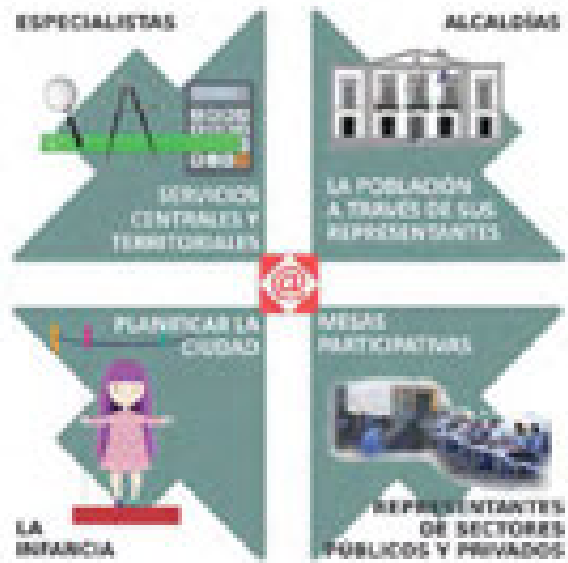 ESPECIALISTAS
ALCALDÍAS
SERVICIOS
CENTRALES Y
TERRITORIALES
LA POBLACIÓN
A TRAVÉS DE SUS
REPRESENTANTES
@
PLANIFICAR LA
CIUDAD
MESAS
PARTICIPATIVAS
LA
INFANCIA
REPRESENTANTES
DE SECTORES
PÚBLICOS Y PRIVADOS